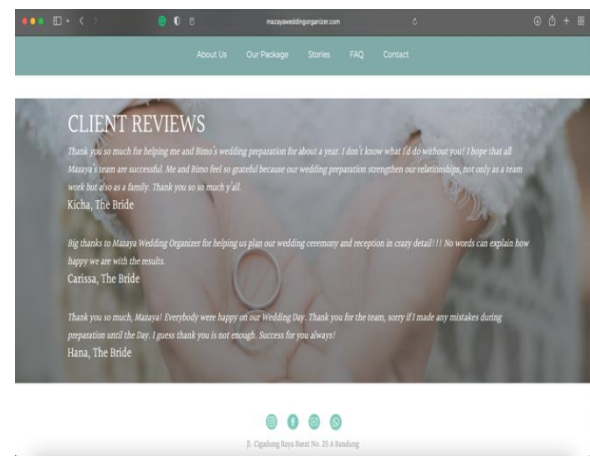 mazayaweddingorganizer.com
About Us Our Package Stories FAQ Contact
CLIENT REVIEWS
Thank you so much for helping me and Bimo's wedding preparation for about a year. I don't know what I'd do without you! I hope that all
Mazaya's team are successful. Me and Bimo feel so grateful because our wedding preparation strengthen our relationships, not only as a team
work but also as a family. Thank you so so much y'all.
Kicha, The Bride
Big thanks to Mazaya Wedding Organizer for helping us plan our wedding ceremony and reception in crazy detail!!! No words can explain how
happy we are with the results.
Carissa, The Bride
Thank you so much, Mazaya! Everybody were happy on our Wedding Day. Thank you for the team, sorry if I made any mistakes during
preparation until the Day. I guess thank you is not enough. Success for you always!
Hana, The Bride
Jl. Cigadung Raya Barat No. 25 A Bandung